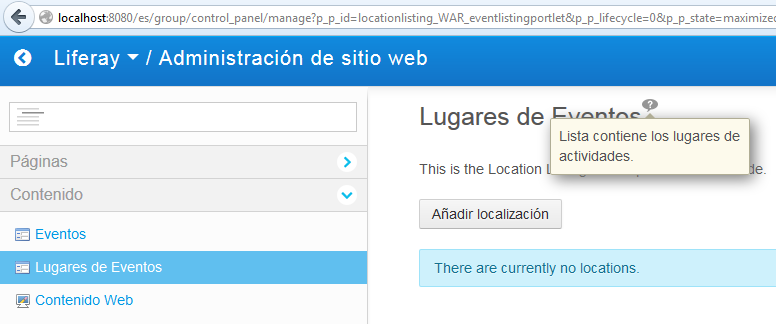 localhost:8080/es/group/control_panel/manage?p_p_id=locationlisting_WAR_eventlistingportlet&p_p_lifecycle=0&p_p_state=maximized
Liferay / Administración de sitio web
Lugares de Eventos ?
Lista contiene los lugares de
actividades.
Páginas
This is the Location
Contenido
Añadir localización
Eventos
Lugares de Eventos
There are currently no locations.
Contenido Web